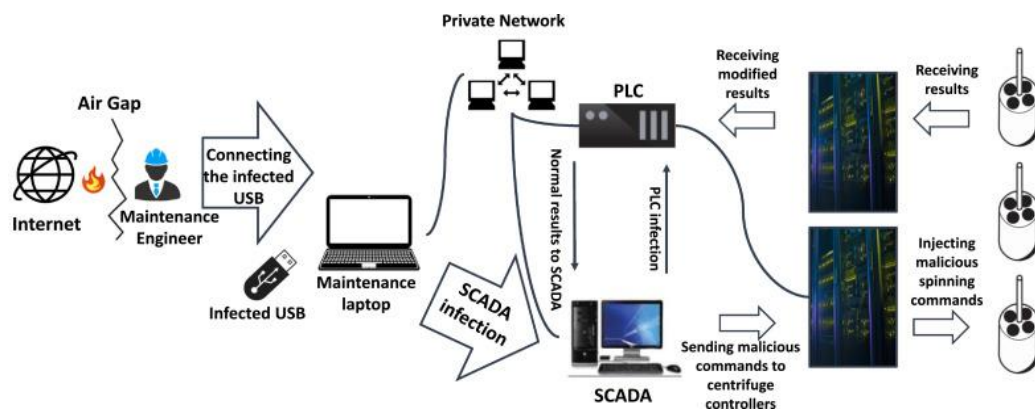 Private Network
Air Gap
Internet
Maintenance
Engineer
Connecting
the infected
USB
Infected USB
Maintenance
laptop
SCADA
infection
PLC
Normal results to SCADA
PLC infection
SCADA
Receiving
modified
results
Receiving
results
Sending malicious
commands to
centrifuge
controllers
Injecting
malicious
spinning
commands